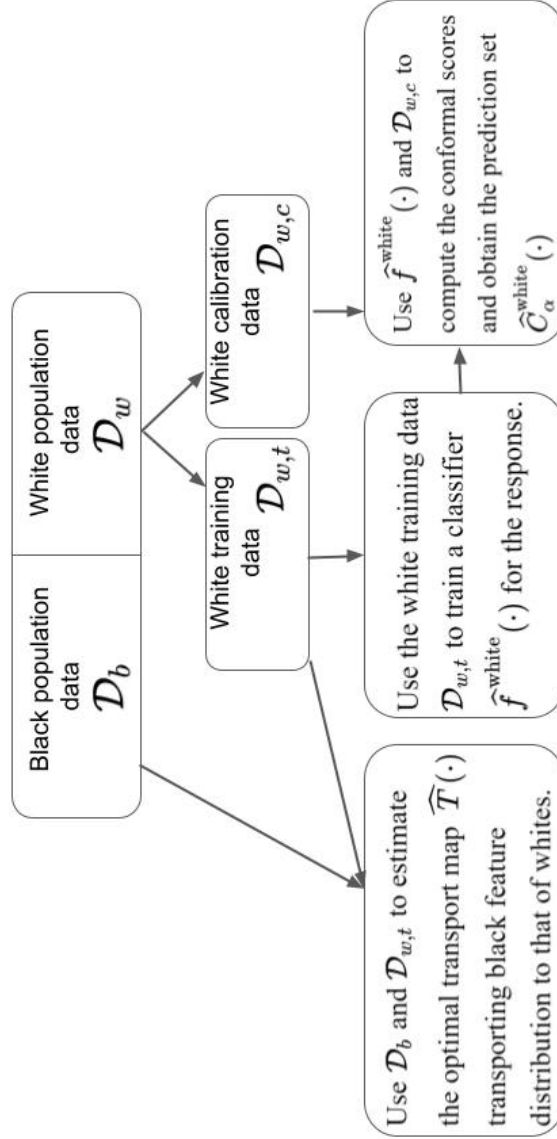 Black population
data
𝒟_b
White population
data
𝒟_w
White training
data 𝒟_{w,t}
White calibration
data 𝒟_{w,c}
Use 𝒟_b and 𝒟_{w,t} to estimate
the optimal transport map T̂(·)
transporting black feature
distribution to that of whites.
Use the white training data
𝒟_{w,t} to train a classifier
f̂^{white}(·) for the response.
Use f̂^{white}(·) and 𝒟_{w,c} to
compute the conformal scores
and obtain the prediction set
Ĉ_α^{white}(·)